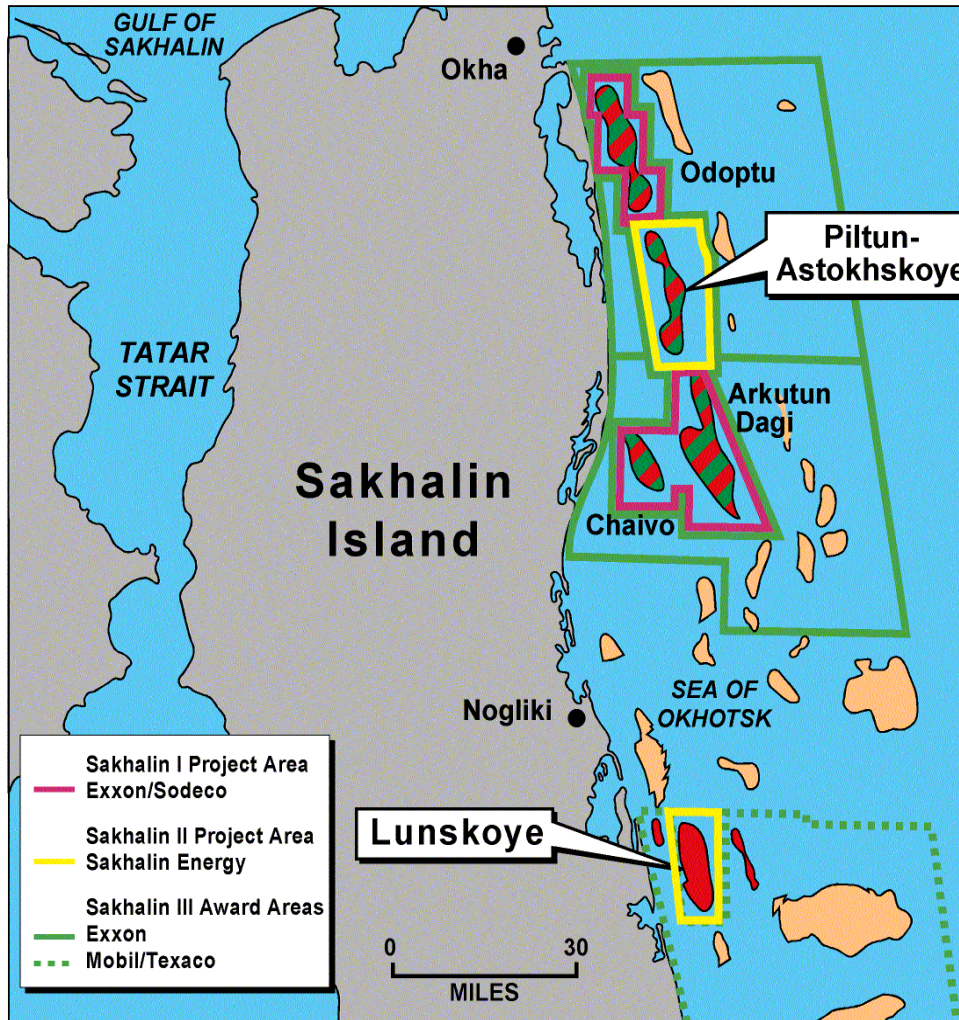 GULF OF
SAKHALIN
Okha
Odoptu
Piltun-
Astokhskoye
TATAR
STRAIT
Arkutun
Dagi
Sakhalin
Island
Chaivo
SEA OF
OKHOTSK
Nogliki
Sakhalin I Project Area
Exxon/Sodeco
Sakhalin II Project Area
Sakhalin Energy
Sakhalin III Award Areas
Exxon
Mobil/Texaco
Lunskoye
0 30
MILES